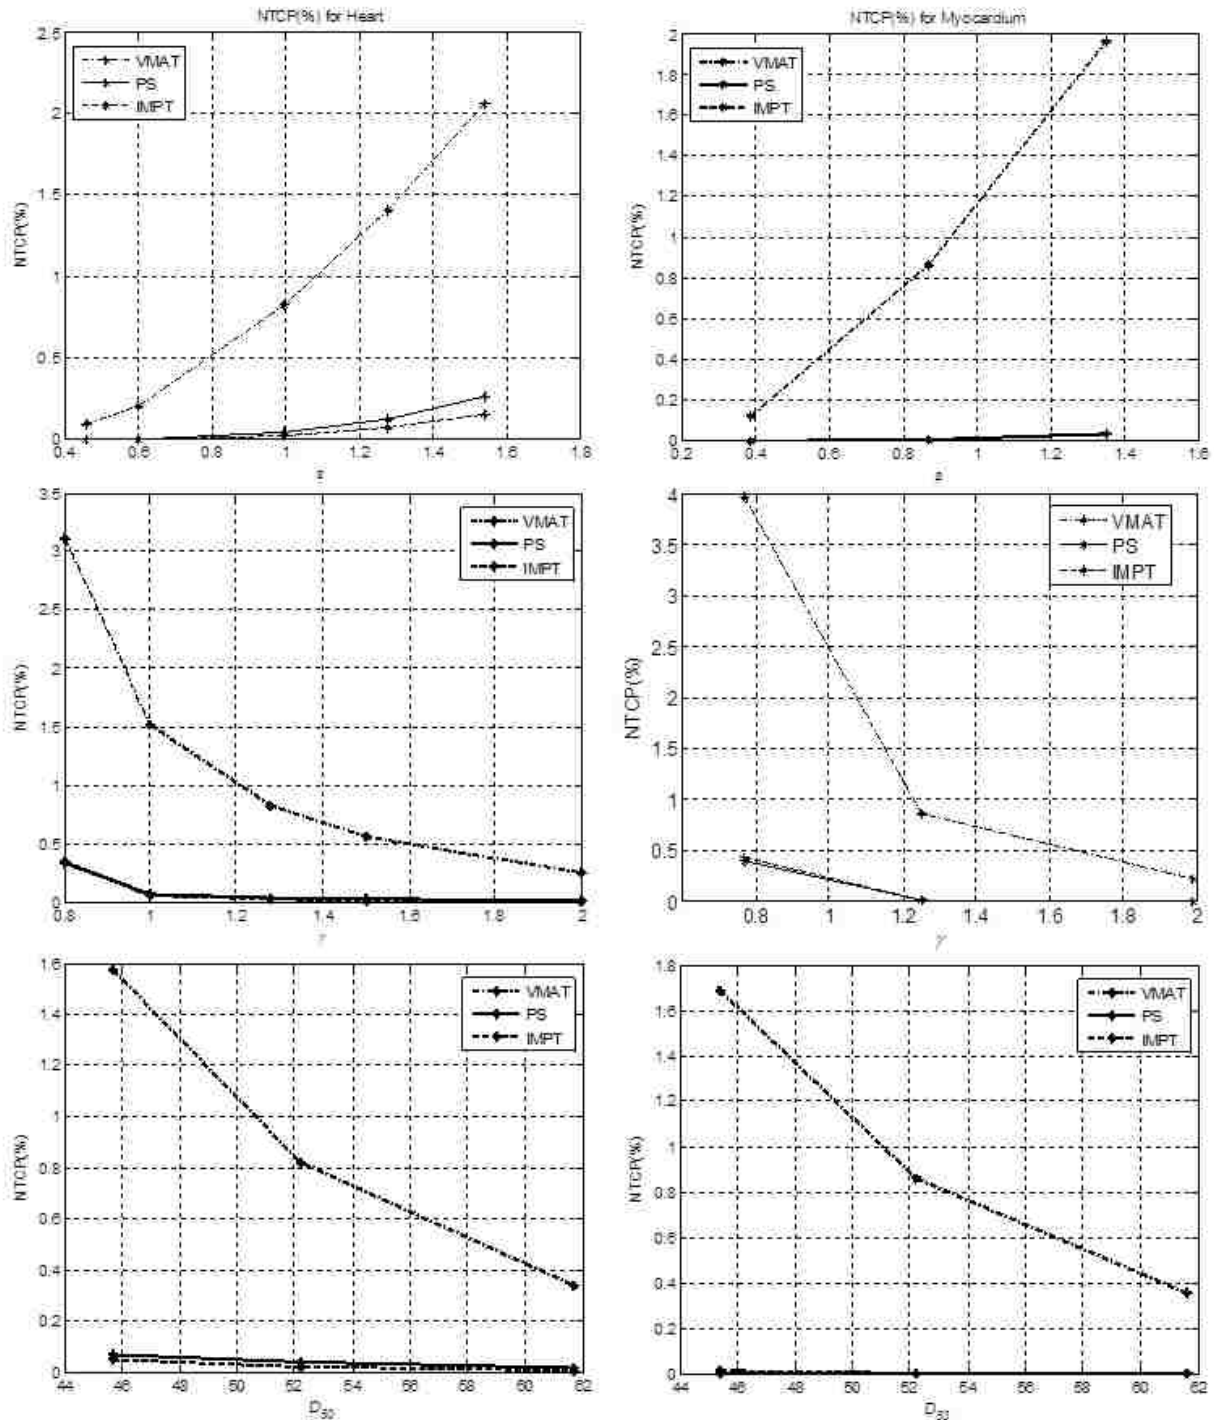 NTCP(%) for Heart
2.5
2
1.5
1
0.5
0
NTCP(%)
VMAT
PS
IMPT
0.4 0.6 0.8 1 1.2 1.4 1.6 1.8
s
NTCP(%) for Myocardium
2
1.8
1.6
1.4
1.2
1
0.8
0.6
0.4
0.2
0
NTCP(%)
VMAT
PS
IMPT
0.2 0.4 0.6 0.8 1 1.2 1.4 1.6
s
3.5
3
2.5
2
1.5
1
0.5
0
NTCP(%)
VMAT
PS
IMPT
0.8 1 1.2 1.4 1.6 1.8 2
γ
4
3.5
3
2.5
2
1.5
1
0.5
0
NTCP(%)
VMAT
PS
IMPT
0.8 1 1.2 1.4 1.6 1.8 2
γ
1.6
1.4
1.2
1
0.8
0.6
0.4
0.2
0
NTCP(%)
VMAT
PS
IMPT
44 46 48 50 52 54 56 58 60 62
D50
1.8
1.6
1.4
1.2
1
0.8
0.6
0.4
0.2
0
NTCP(%)
VMAT
PS
IMPT
44 46 48 50 52 54 56 58 60 62
D50